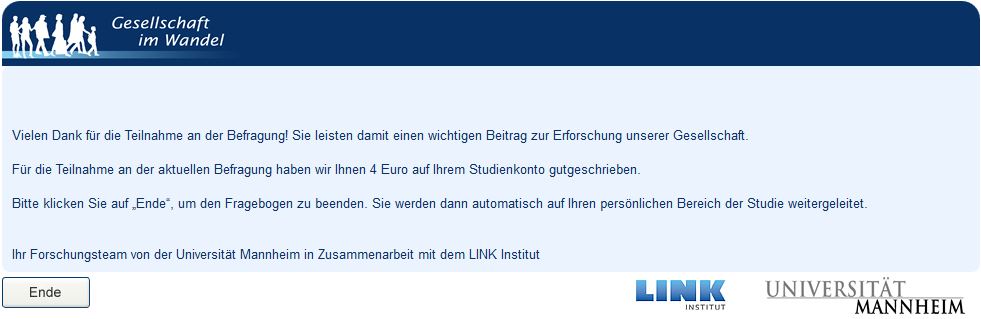 Gesellschaft
im Wandel
Vielen Dank für die Teilnahme an der Befragung! Sie leisten damit einen wichtigen Beitrag zur Erforschung unserer Gesellschaft.
Für die Teilnahme an der aktuellen Befragung haben wir Ihnen 4 Euro auf Ihrem Studienkonto gutgeschrieben.
Bitte klicken Sie auf „Ende“, um den Fragebogen zu beenden. Sie werden dann automatisch auf Ihren persönlichen Bereich der Studie weitergeleitet.
Ihr Forschungsteam von der Universität Mannheim in Zusammenarbeit mit dem LINK Institut
Ende
LINK
INSTITUT
UNIVERSITÄT
MANNHEIM